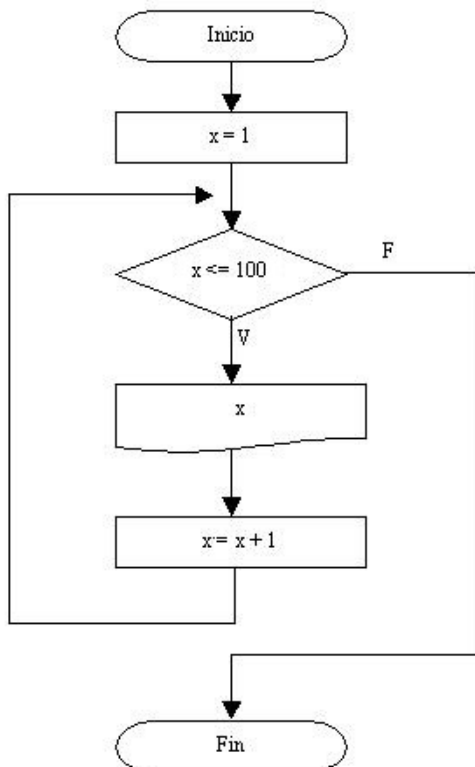 Inicio
x = 1
x <= 100
F
V
x
x = x + 1
Fin